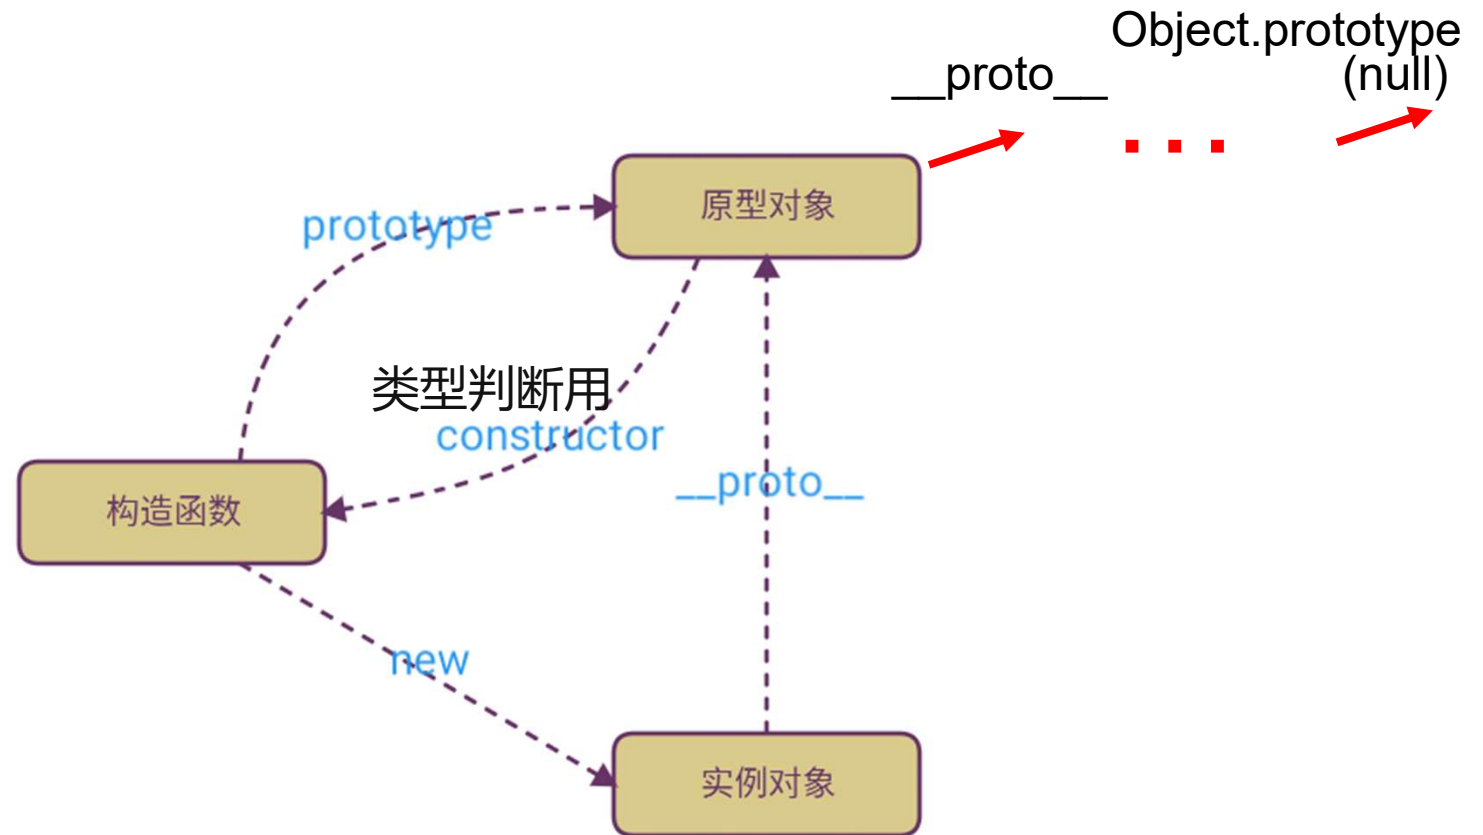 Object.prototype
__proto__
(null)
原型对象
prototype
类型判断用
constructor
__proto__
构造函数
new
实例对象